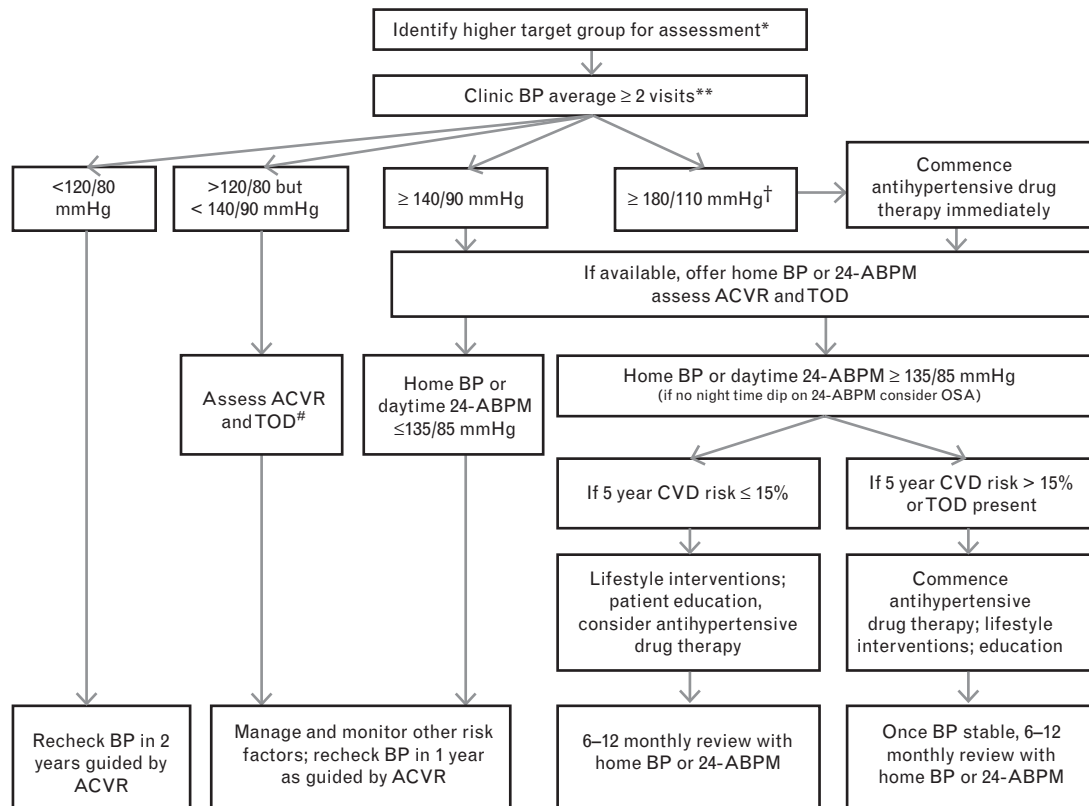 Identify higher target group for assessment*
Clinic BP average ≥ 2 visits**
<120/80
mmHg
>120/80 but
< 140/90 mmHg
≥ 140/90 mmHg
≥ 180/110 mmHg†
Commence
antihypertensive drug
therapy immediately
If available, offer home BP or 24-ABPM
assess ACVR and TOD
Assess ACVR
and TOD#
Home BP or
daytime 24-ABPM
≤135/85 mmHg
Home BP or daytime 24-ABPM ≥ 135/85 mmHg
(if no night time dip on 24-ABPM consider OSA)
If 5 year CVD risk ≤ 15%
If 5 year CVD risk > 15%
or TOD present
Lifestyle interventions;
patient education,
consider antihypertensive
drug therapy
Commence
antihypertensive
drug therapy; lifestyle
interventions; education
Recheck BP in 2
years guided by
ACVR
Manage and monitor other risk
factors; recheck BP in 1 year
as guided by ACVR
6–12 monthly review with
home BP or 24-ABPM
Once BP stable, 6–12
monthly review with
home BP or 24-ABPM